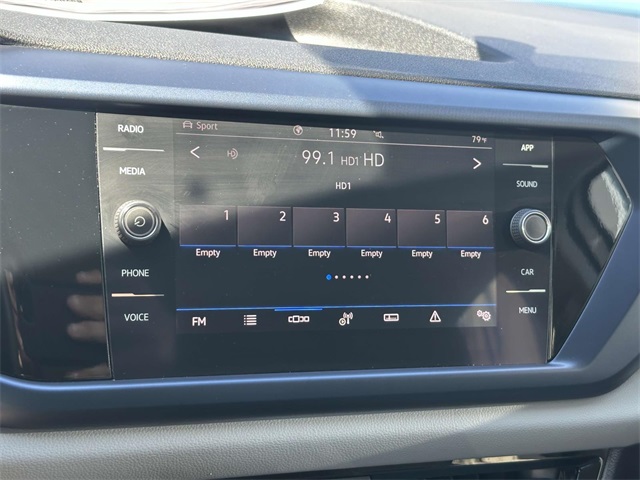 RADIO
MEDIA
PHONE
VOICE
Sport 11:59 79°F
99.1 HD1 HD
HD1
1 2 3 4 5 6
Empty Empty Empty Empty Empty Empty
FM
APP
SOUND
CAR
MENU